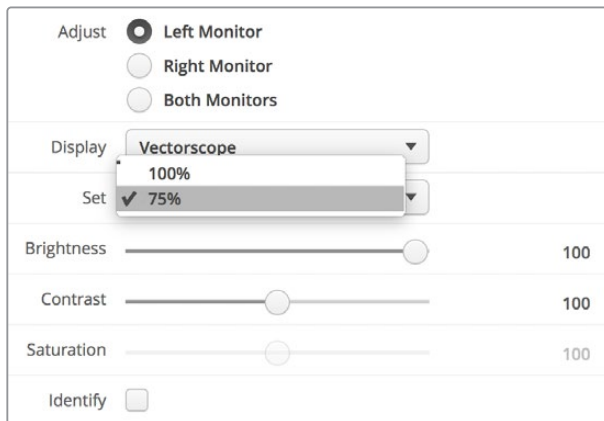 Adjust Left Monitor
Right Monitor
Both Monitors
Display Vectorscope
100%
Set 75%
Brightness 100
Contrast 100
Saturation 100
Identify